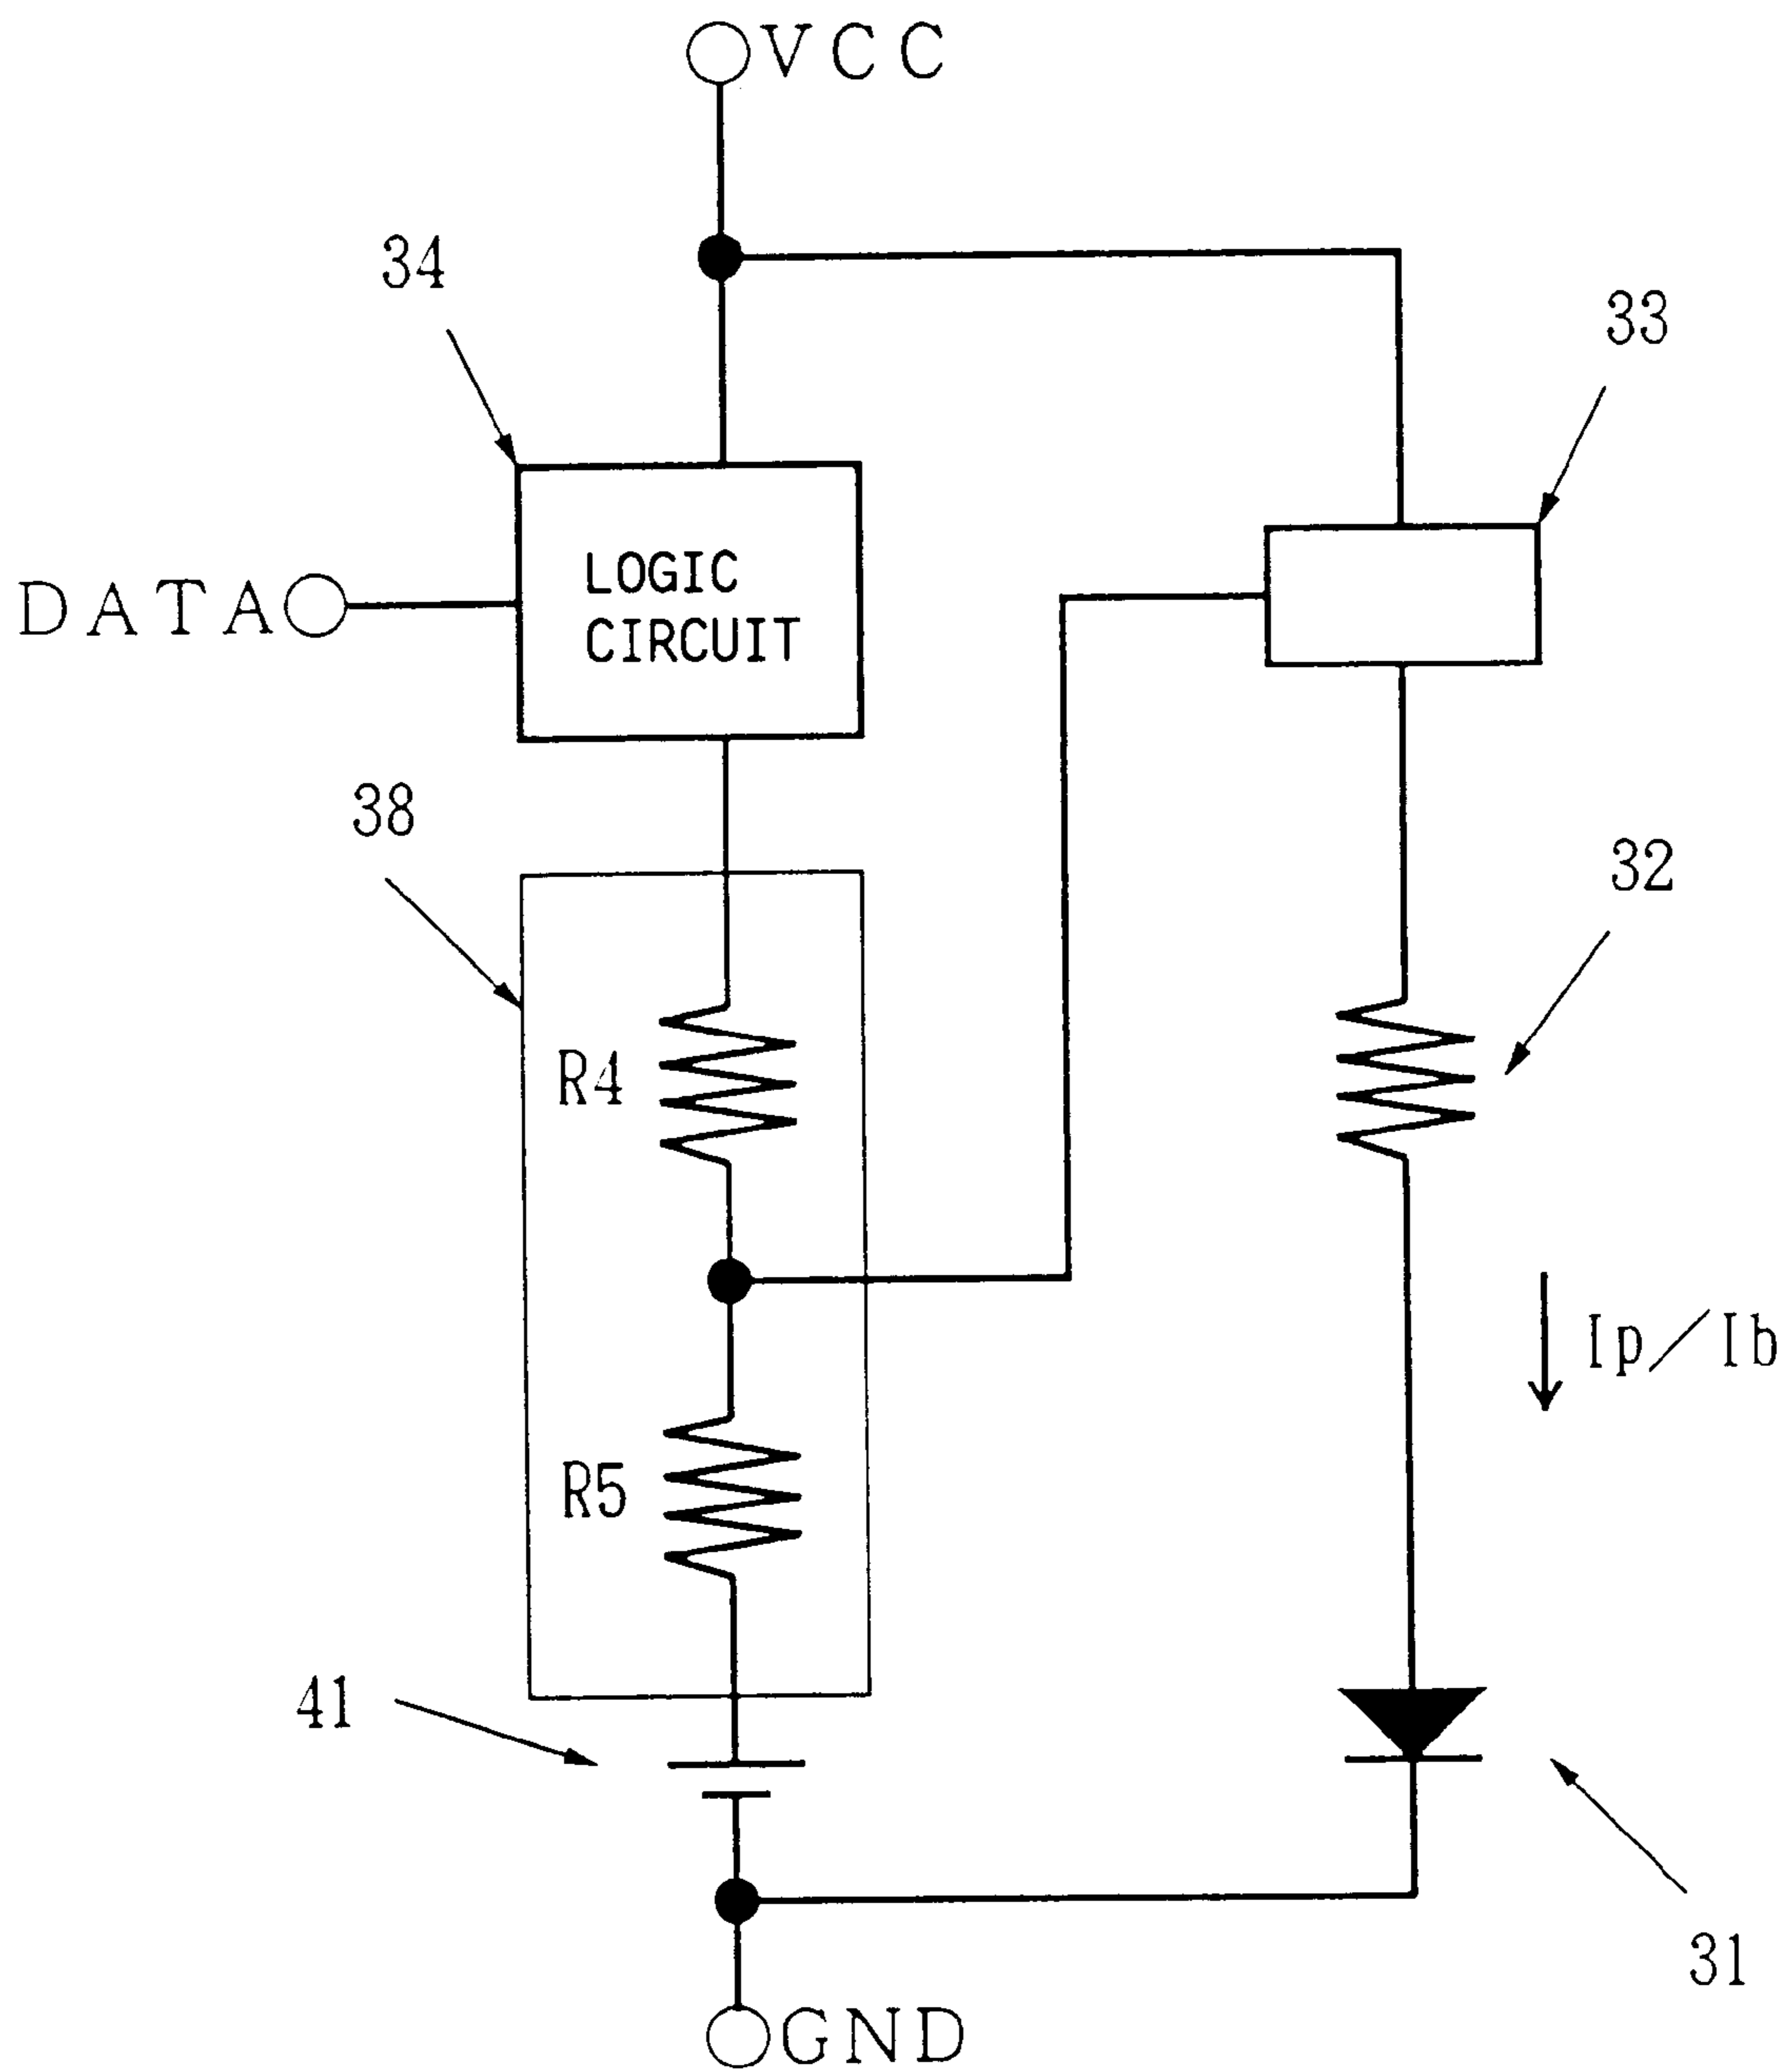 VCC
34
33
DATA
LOGIC
CIRCUIT
38
32
R4
Ip/Ib
R5
41
31
GND